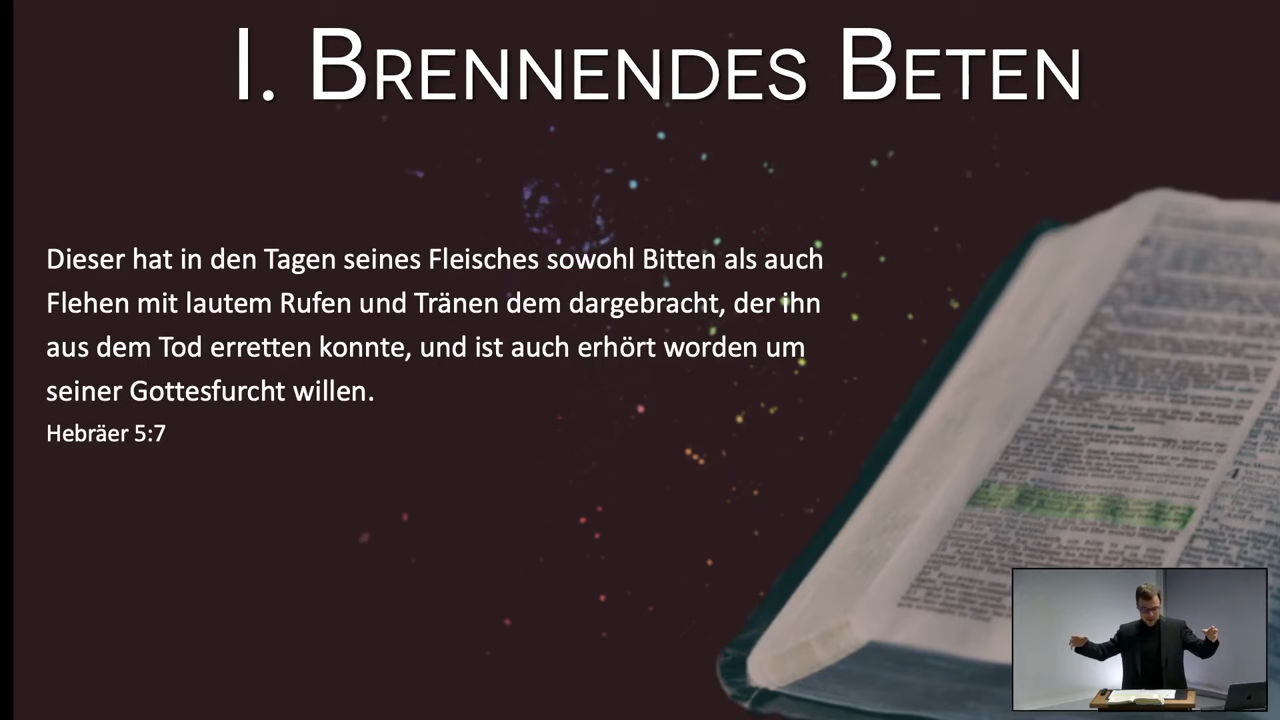 I. Brennendes Beten
Dieser hat in den Tagen seines Fleisches sowohl Bitten als auch
Flehen mit lautem Rufen und Tränen dem dargebracht, der ihn
aus dem Tod erretten konnte, und ist auch erhört worden um
seiner Gottesfurcht willen.
Hebräer 5:7